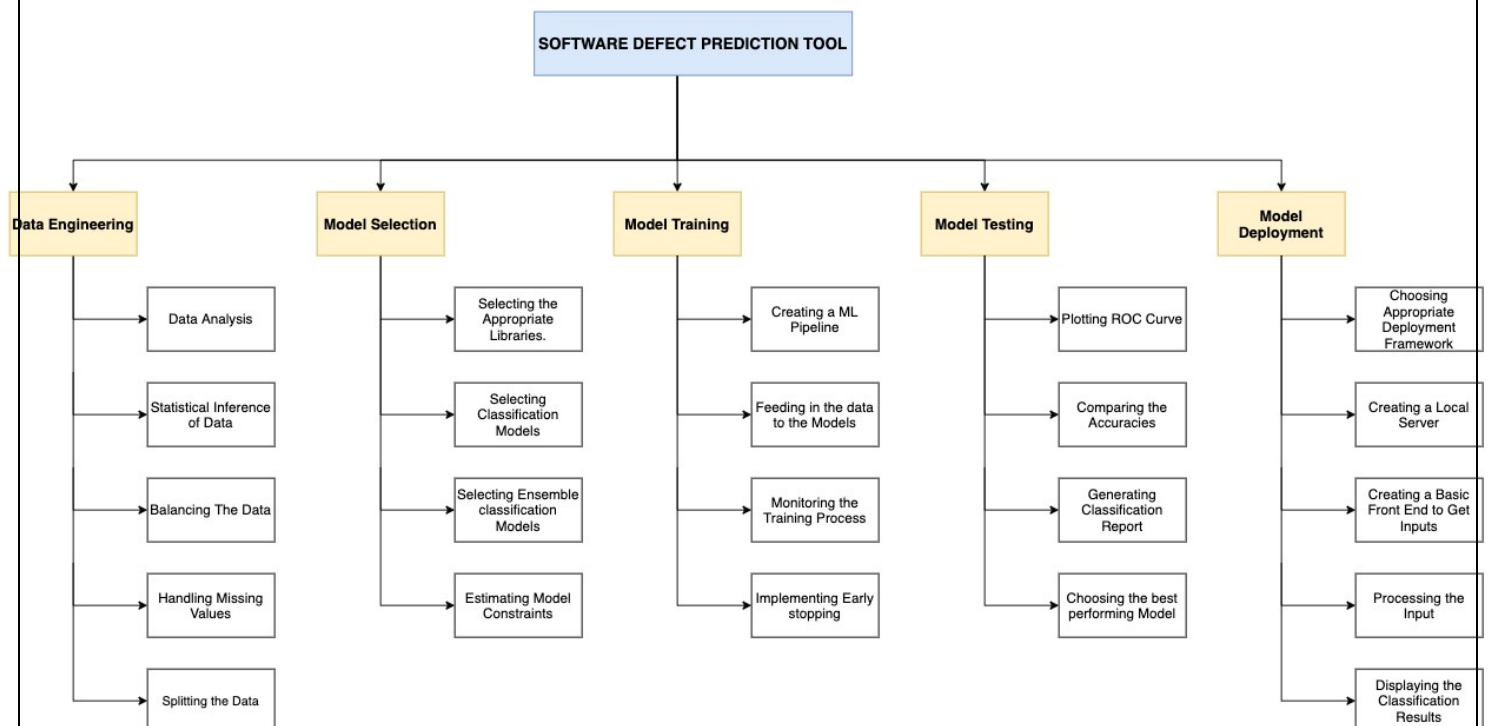 SOFTWARE DEFECT PREDICTION TOOL
Data Engineering
Model Selection
Model Training
Model Testing
Model
Deployment
Data Analysis
Statistical Inference
of Data
Balancing The Data
Handling Missing
Values
Splitting the Data
Selecting the
Appropriate
Libraries.
Selecting
Classification
Models
Selecting Ensemble
classification
Models
Estimating Model
Constraints
Creating a ML
Pipeline
Feeding in the data
to the Models
Monitoring the
Training Process
Implementing Early
stopping
Plotting ROC Curve
Comparing the
Accuracies
Generating
Classification
Report
Choosing the best
performing Model
Choosing
Appropriate
Deployment
Framework
Creating a Local
Server
Creating a Basic
Front End to Get
Inputs
Processing the
Input
Displaying the
Classification
Results